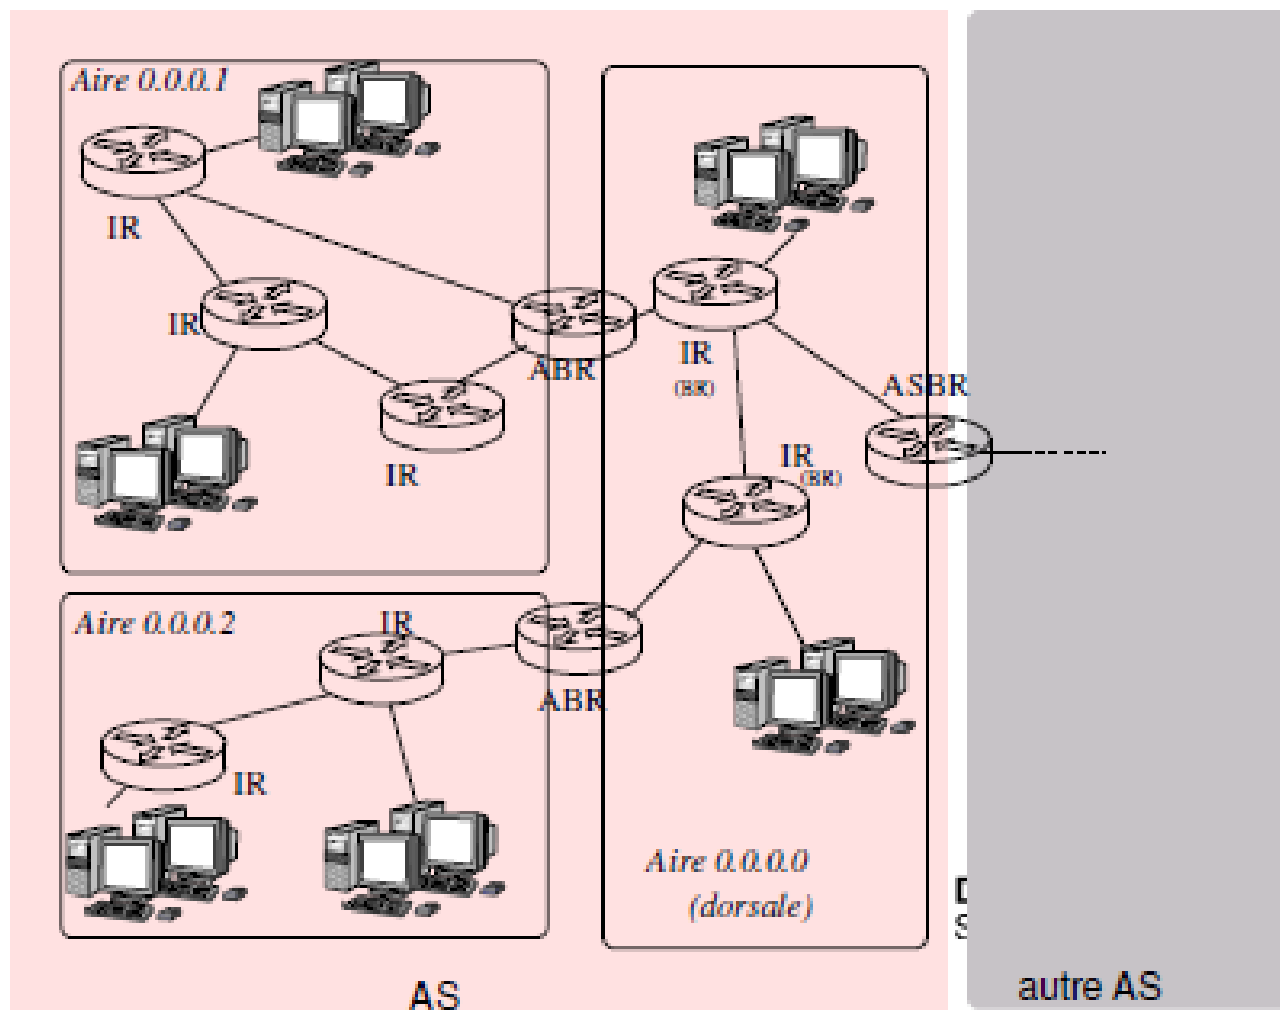 Aire 0.0.0.1
IR
IR
IR
ABR
IR
(BR)
ASBR
IR
(BR)
Aire 0.0.0.2
IR
IR
ABR
Aire 0.0.0.0
(dorsale)
AS
autre AS